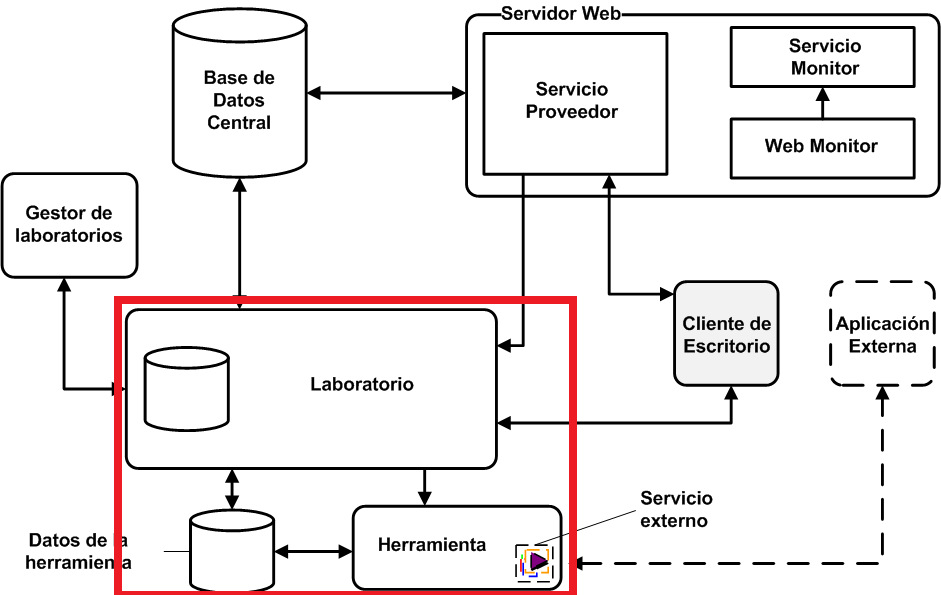 Servidor Web
Base de
Datos
Central
Servicio
Proveedor
Servicio
Monitor
Web Monitor
Gestor de
laboratorios
Cliente de
Escritorio
Aplicación
Externa
Laboratorio
Servicio
externo
Datos de la
herramienta
Herramienta